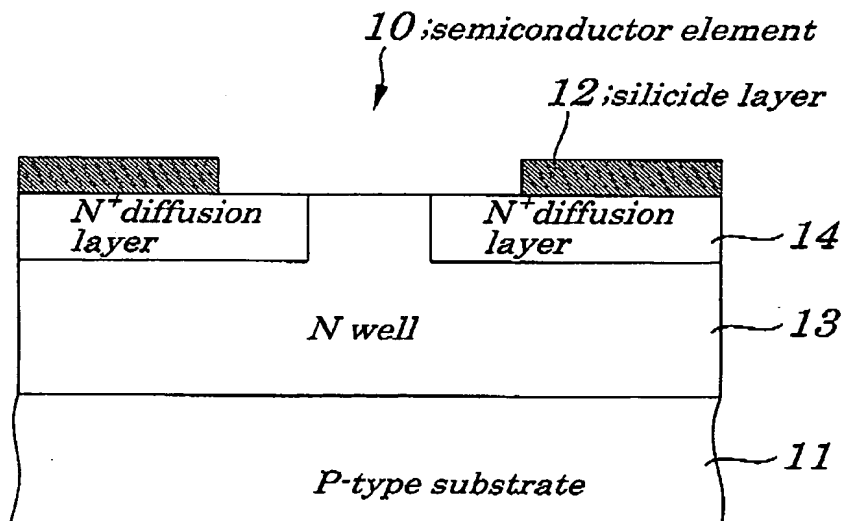 10;semiconductor element
12;silicide layer
N+diffusion
layer
N+diffusion
layer
14
N well
13
P-type substrate
11